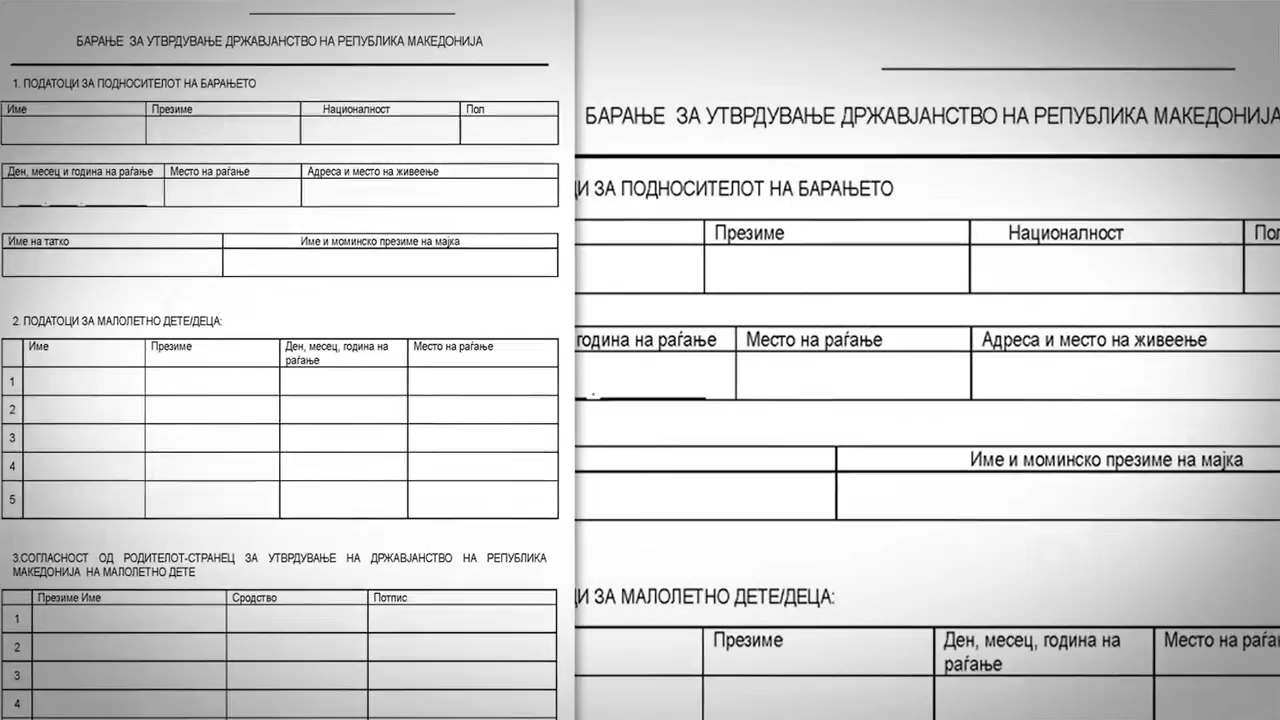 БАРАЊЕ ЗА УТВРДУВАЊЕ ДРЖАВЈАНСТВО НА РЕПУБЛИКА МАКЕДОНИЈА
1. ПОДАТОЦИ ЗА ПОДНОСИТЕЛОТ НА БАРАЊЕТО
Име Презиме Националност Пол
Ден, месец и година на раѓање Место на раѓање Адреса и место на живеење
Име на татко Име и моминско презиме на мајка
2. ПОДАТОЦИ ЗА МАЛОЛЕТНО ДЕТЕ/ДЕЦА:
Име Презиме Ден, месец, година на Место на раѓање
раѓање
1
2
3
4
5
3.СОГЛАСНОСТ ОД РОДИТЕЛОТ-СТРАНЕЦ ЗА УТВРДУВАЊЕ НА ДРЖАВЈАНСТВО НА РЕПУБЛИКА
МАКЕДОНИЈА НА МАЛОЛЕТНО ДЕТЕ
Презиме Име Сродство Потпис
1
2
3
4
БАРАЊЕ ЗА УТВРДУВАЊЕ ДРЖАВЈАНСТВО НА РЕПУБЛИКА МАКЕДОНИЈА
ЦИ ЗА ПОДНОСИТЕЛОТ НА БАРАЊЕТО
Презиме Националност Пол
година на раѓање Место на раѓање Адреса и место на живеење
Име и моминско презиме на мајка
ЦИ ЗА МАЛОЛЕТНО ДЕТЕ/ДЕЦА:
Презиме Ден, месец, година на Место на раѓа
раѓање